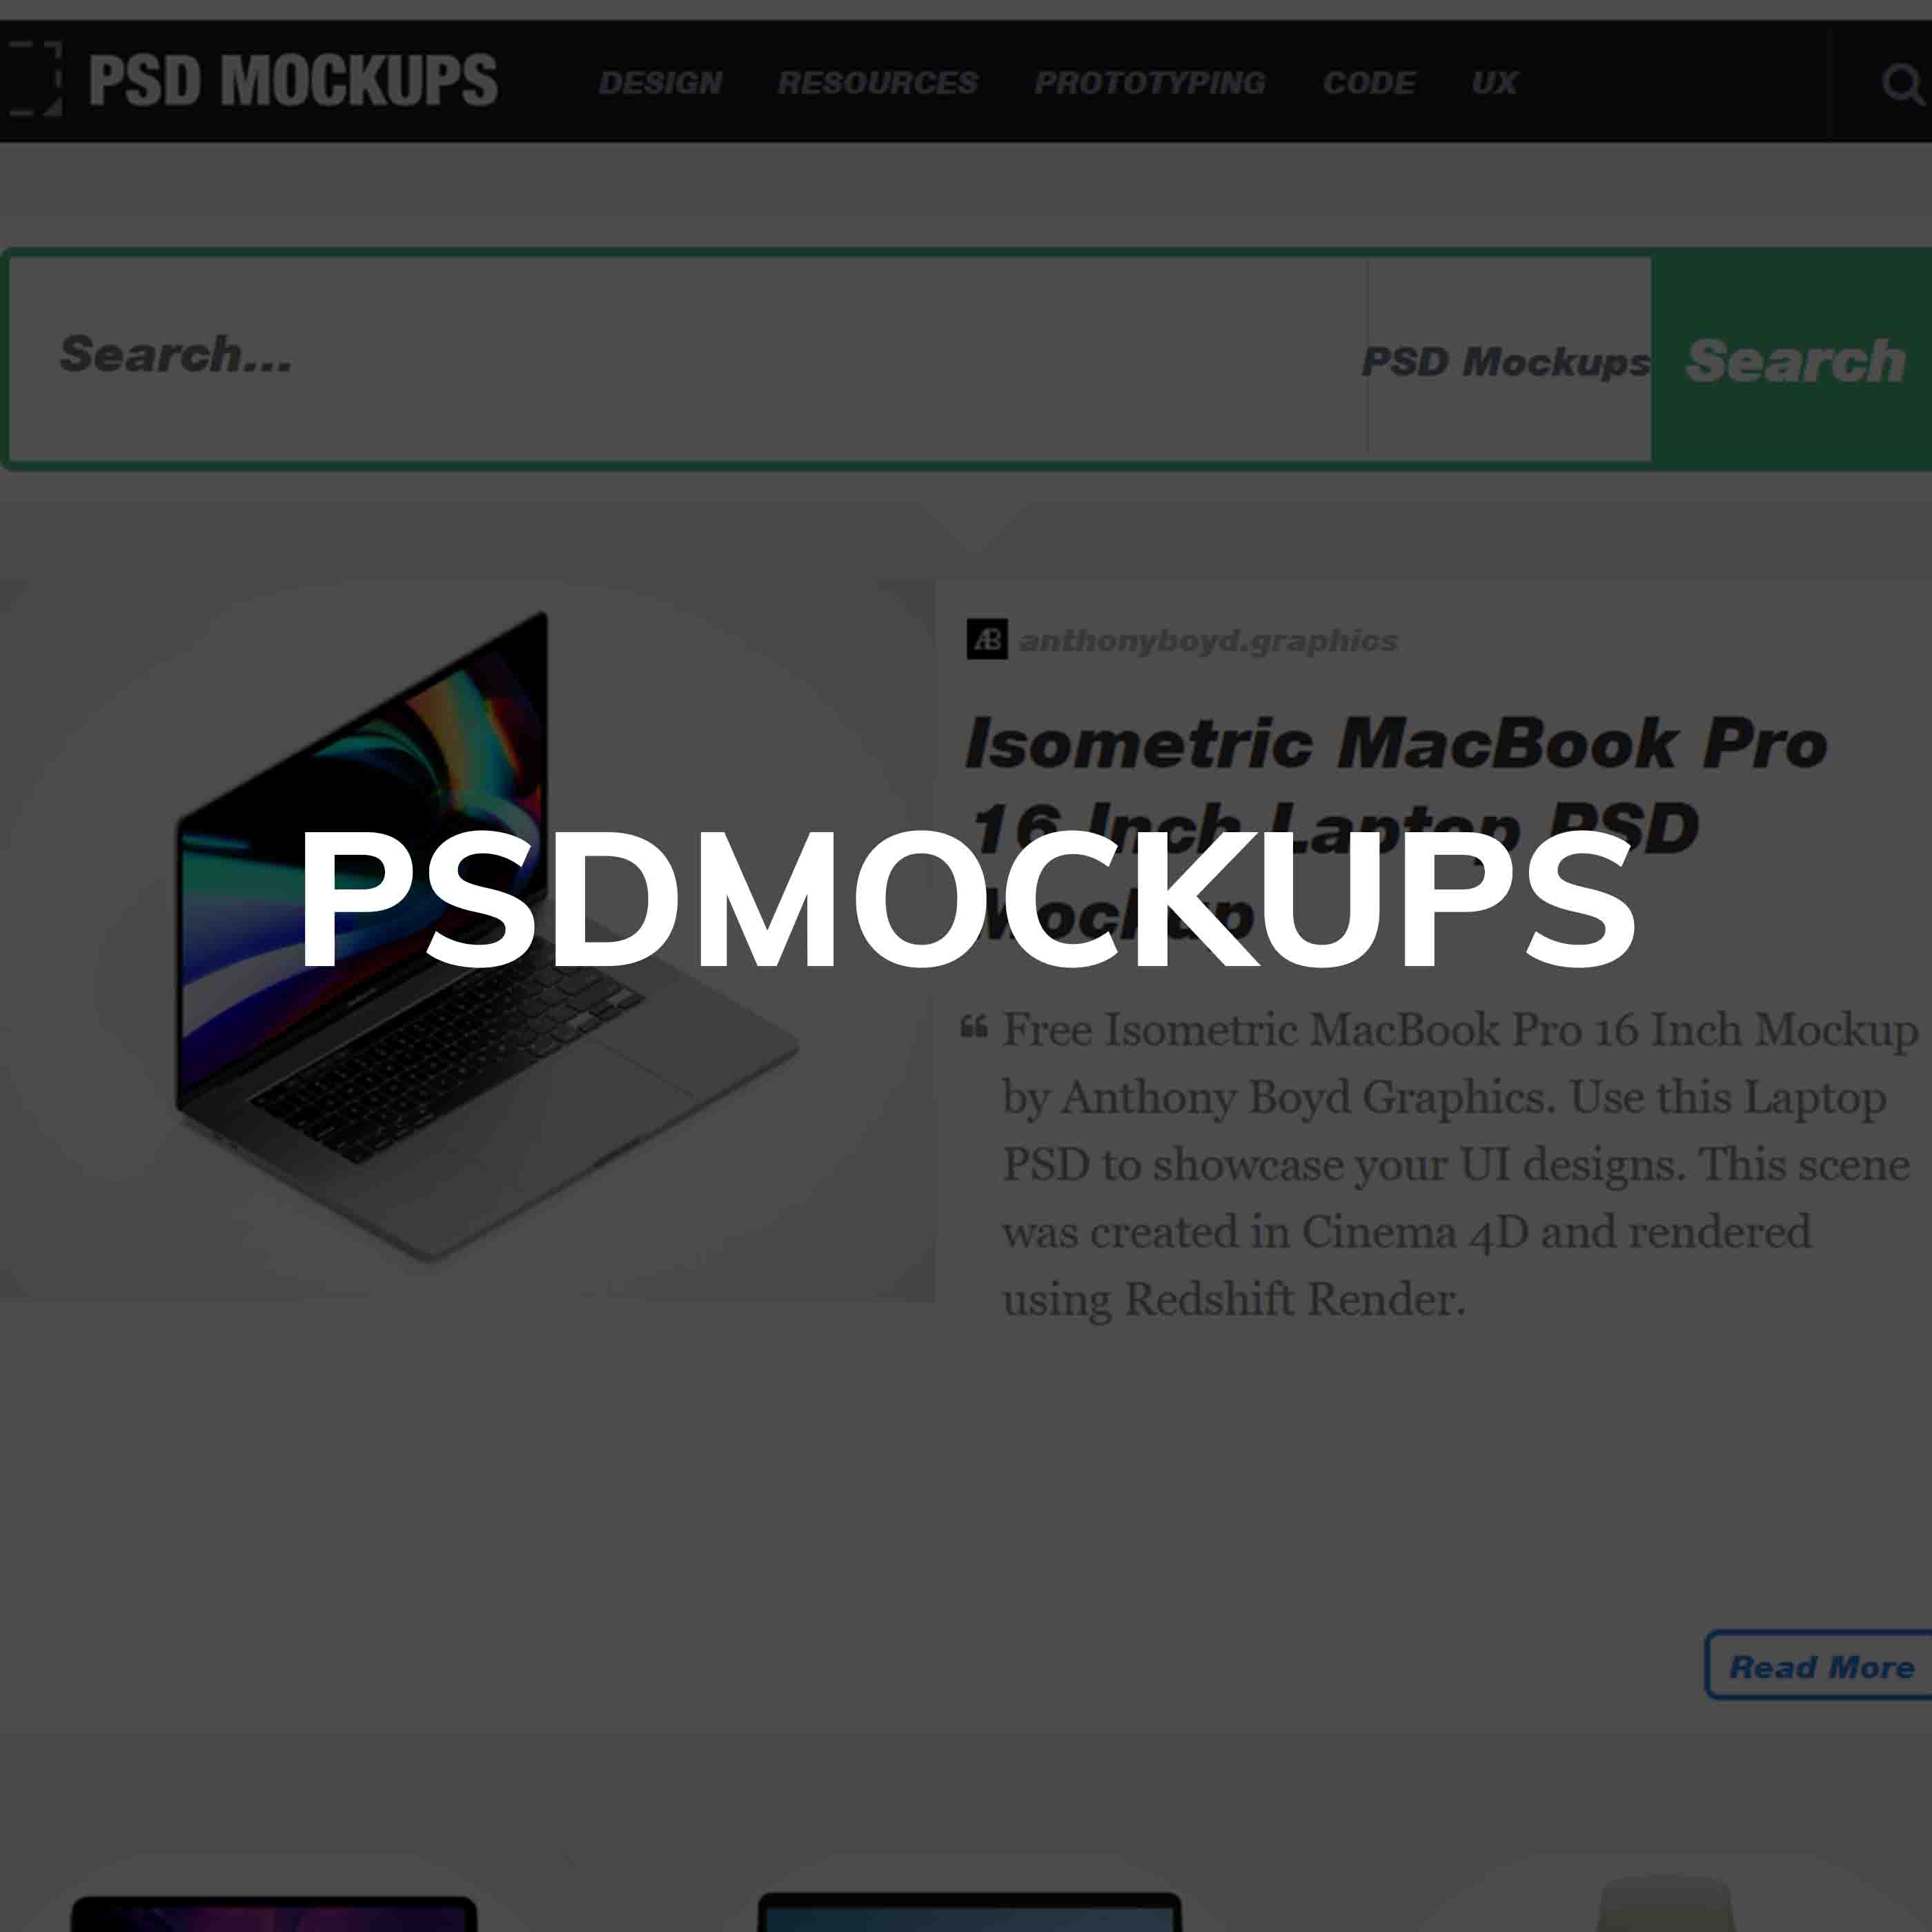 PSD MOCKUPS DESIGN RESOURCES PROTOTYPING CODE UX
Search... PSD Mockups Search
AB anthonyboyd.graphics
Isometric MacBook Pro
16 Inch Laptop PSD
Mockup
PSDMOCKUPS
“ Free Isometric MacBook Pro 16 Inch Mockup
by Anthony Boyd Graphics. Use this Laptop
PSD to showcase your UI designs. This scene
was created in Cinema 4D and rendered
using Redshift Render.
Read More